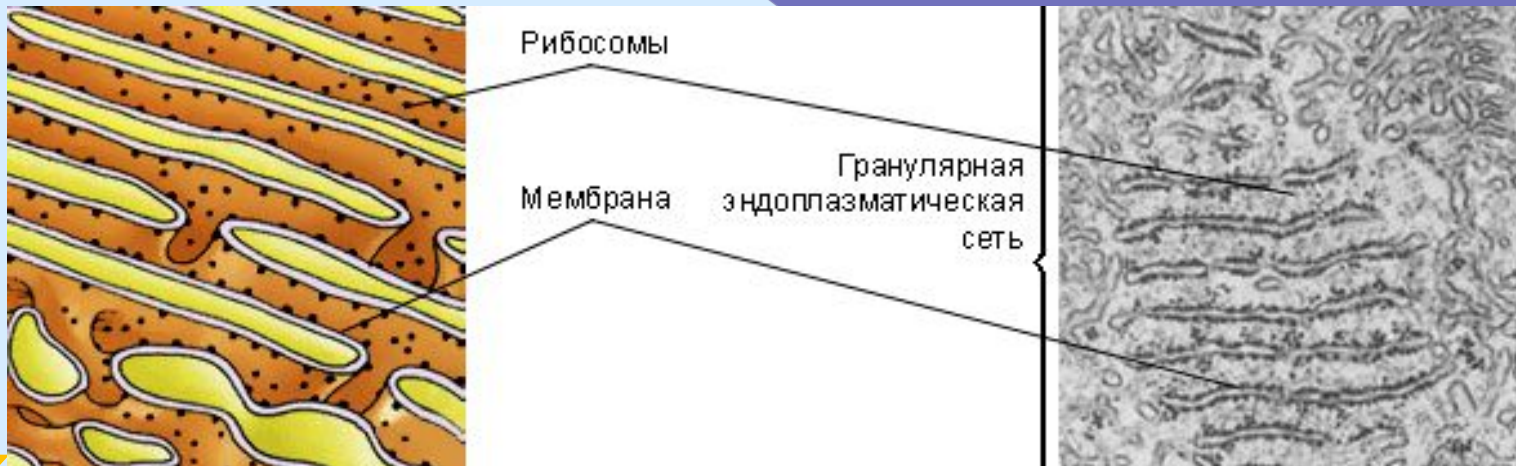 Рибосомы
Мембрана
Гранулярная
эндоплазматическая
сеть